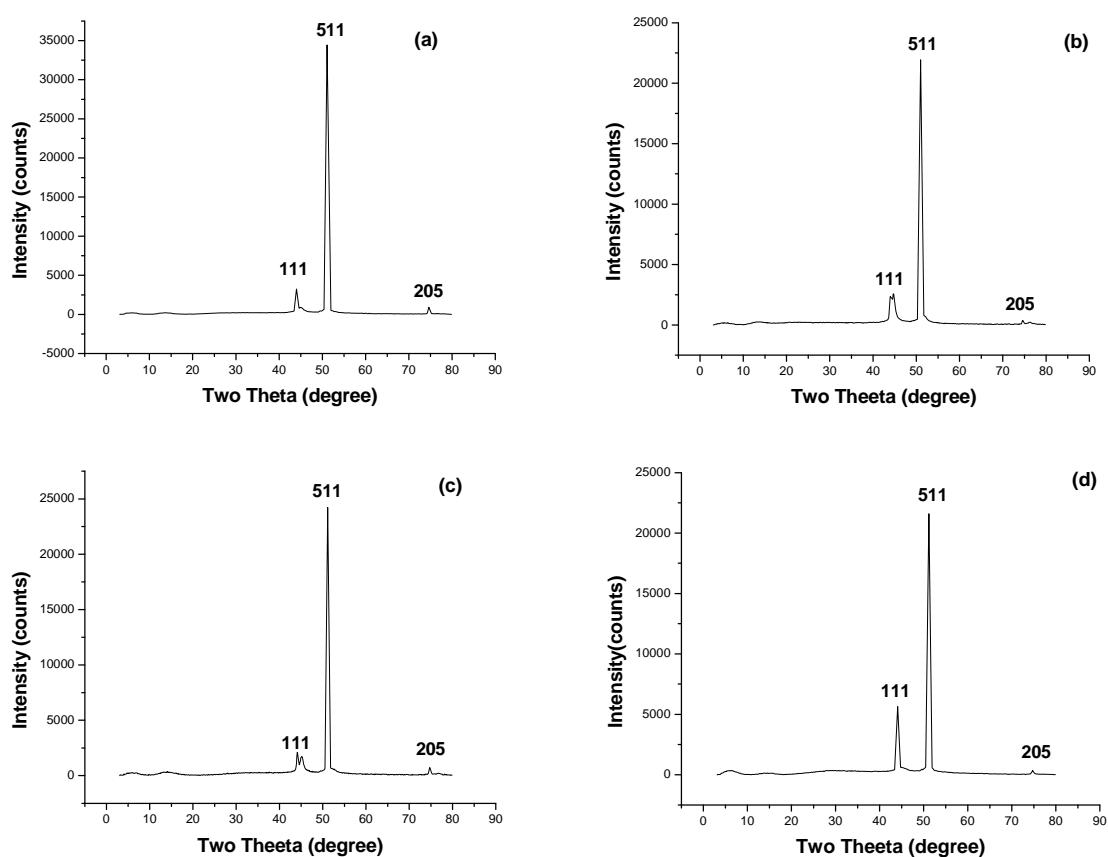 (a)
511
111
205
35000
30000
25000
20000
15000
10000
5000
0
-5000
0 10 20 30 40 50 60 70 80 90
Intensity (counts)
Two Theta (degree)
(b)
511
111
205
25000
20000
15000
10000
5000
0
0 10 20 30 40 50 60 70 80 90
Intensity (counts)
Two Theeta (degree)
(c)
511
111
205
25000
20000
15000
10000
5000
0
0 10 20 30 40 50 60 70 80 90
Intensity (counts)
Two Theeta (degree)
(d)
511
111
205
25000
20000
15000
10000
5000
0
0 10 20 30 40 50 60 70 80 90
Intensity(counts)
Two Theeta (degree)